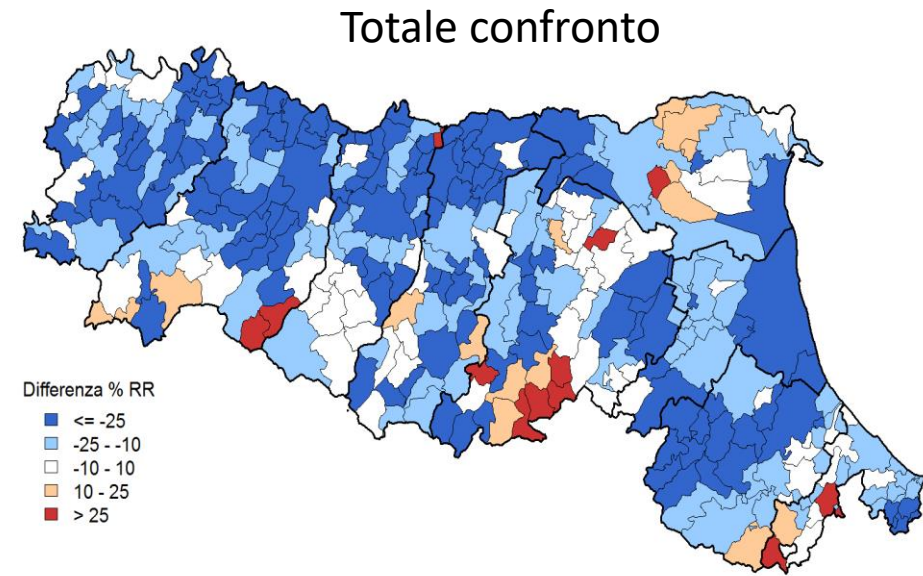 Totale confronto
Differenza % RR
<= -25
-25 - -10
-10 - 10
10 - 25
> 25